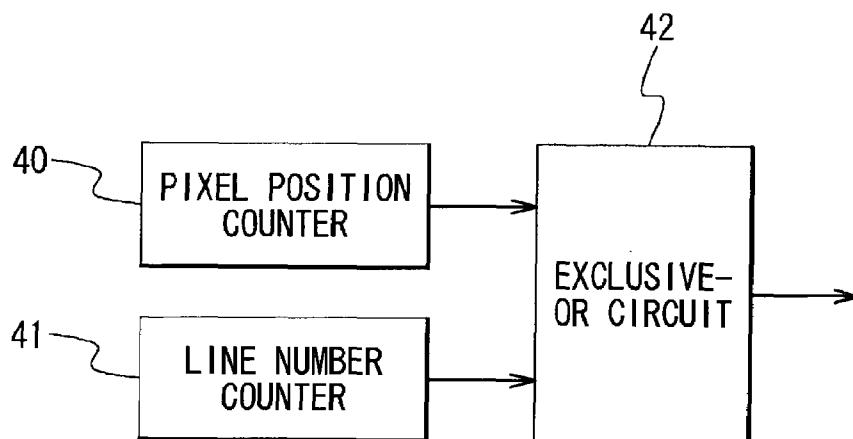 42
40
PIXEL POSITION
COUNTER
EXCLUSIVE-
OR CIRCUIT
41
LINE NUMBER
COUNTER